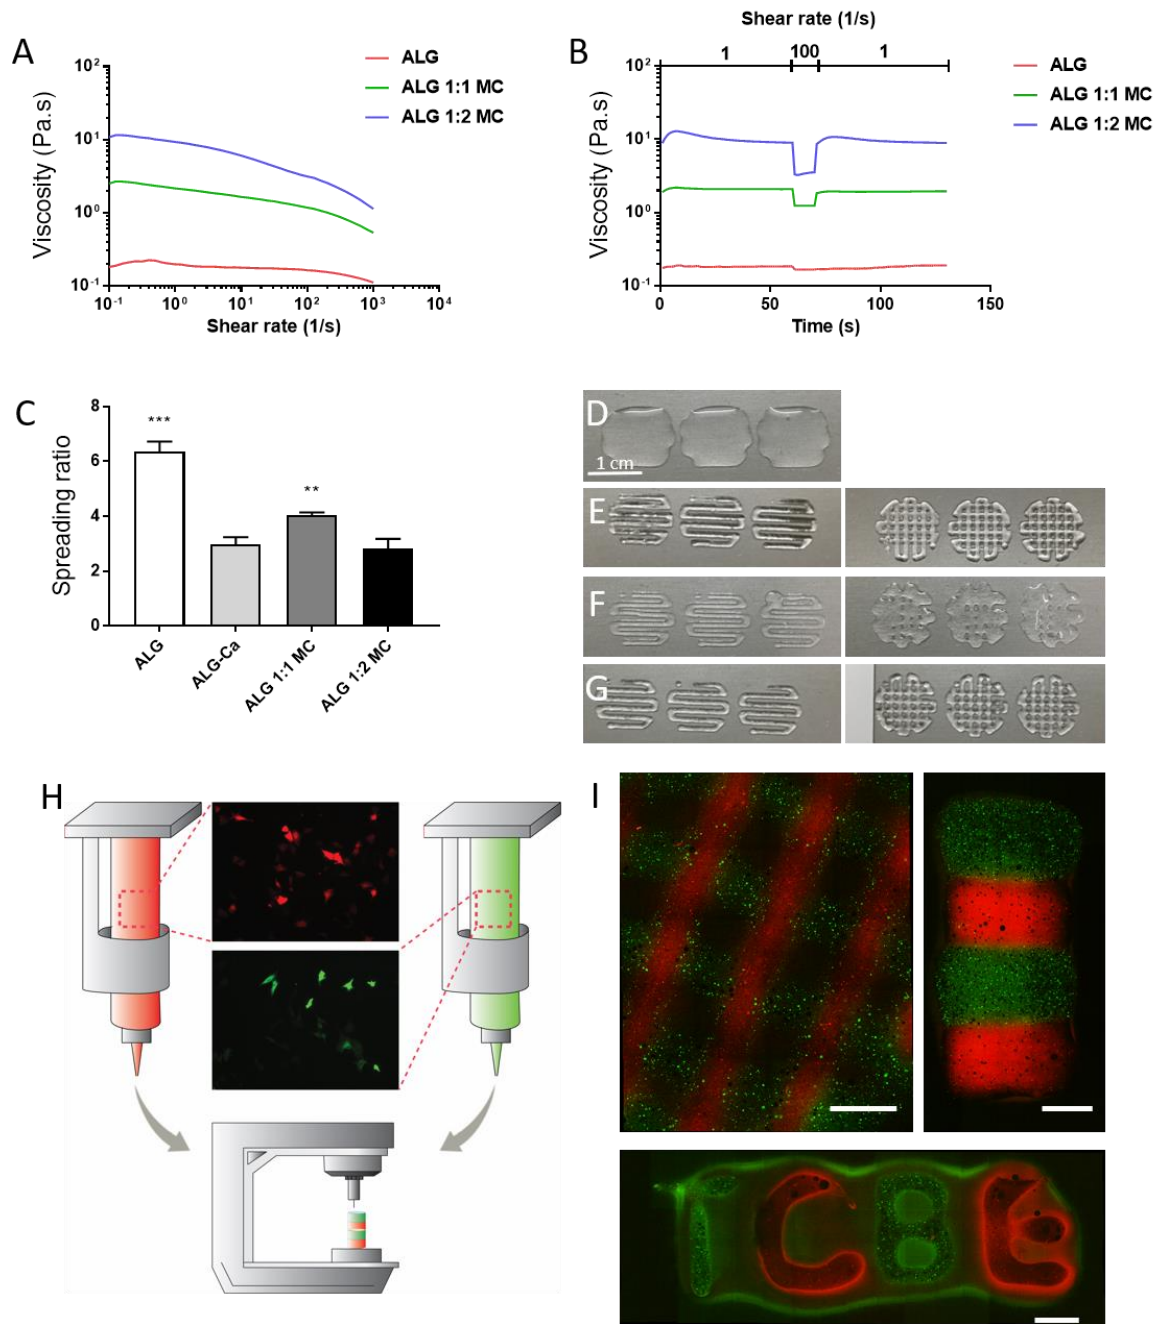 A
Viscosity (Pa.s)
10²
10¹
10⁰
10⁻¹
10⁻¹ 10⁰ 10¹ 10² 10³ 10⁴
Shear rate (1/s)
ALG
ALG 1:1 MC
ALG 1:2 MC
B
Shear rate (1/s)
1 100 1
Viscosity (Pa.s)
10²
10¹
10⁰
10⁻¹
0 50 100 150
Time (s)
ALG
ALG 1:1 MC
ALG 1:2 MC
C
Spreading ratio
8
6
4
2
0
***
**
ALG
ALG-Ca
ALG 1:1 MC
ALG 1:2 MC
D
1 cm
E
F
G
H
I